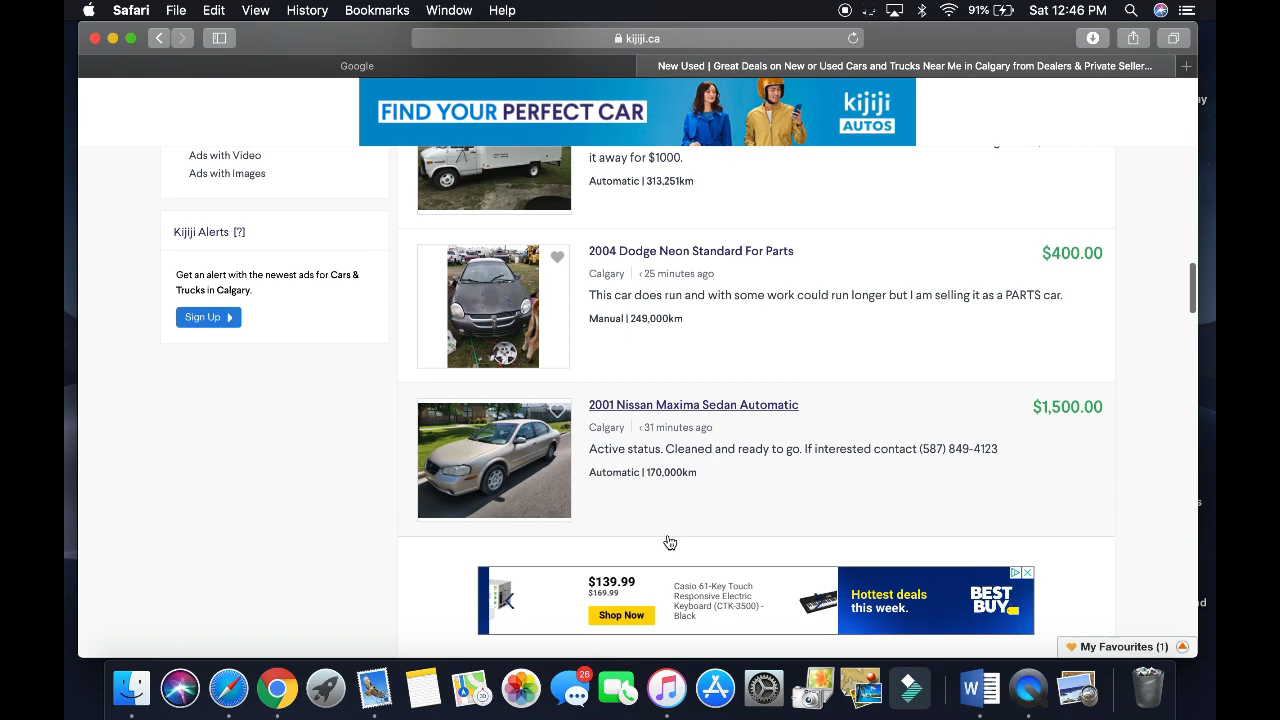 Safari File Edit View History Bookmarks Window Help 91% Sat 12:46 PM
kijiji.ca
Google New Used | Great Deals on New or Used Cars and Trucks Near Me in Calgary from Dealers & Private Seller...
FIND YOUR PERFECT CAR kijiji AUTOS
Ads with Video
Ads with Images
it away for $1000.
Automatic | 313,251km
Kijiji Alerts [?]
Get an alert with the newest ads for Cars &
Trucks in Calgary.
Sign Up
2004 Dodge Neon Standard For Parts $400.00
Calgary < 25 minutes ago
This car does run and with some work could run longer but I am selling it as a PARTS car.
Manual | 249,000km
2001 Nissan Maxima Sedan Automatic $1,500.00
Calgary < 31 minutes ago
Active status. Cleaned and ready to go. If interested contact (587) 849-4123
Automatic | 170,000km
$139.99
$169.99
Shop Now
Casio 61-Key Touch
Responsive Electric
Keyboard (CTK-3500) -
Black
Hottest deals
this week.
BEST
BUY
My Favourites (1)
26